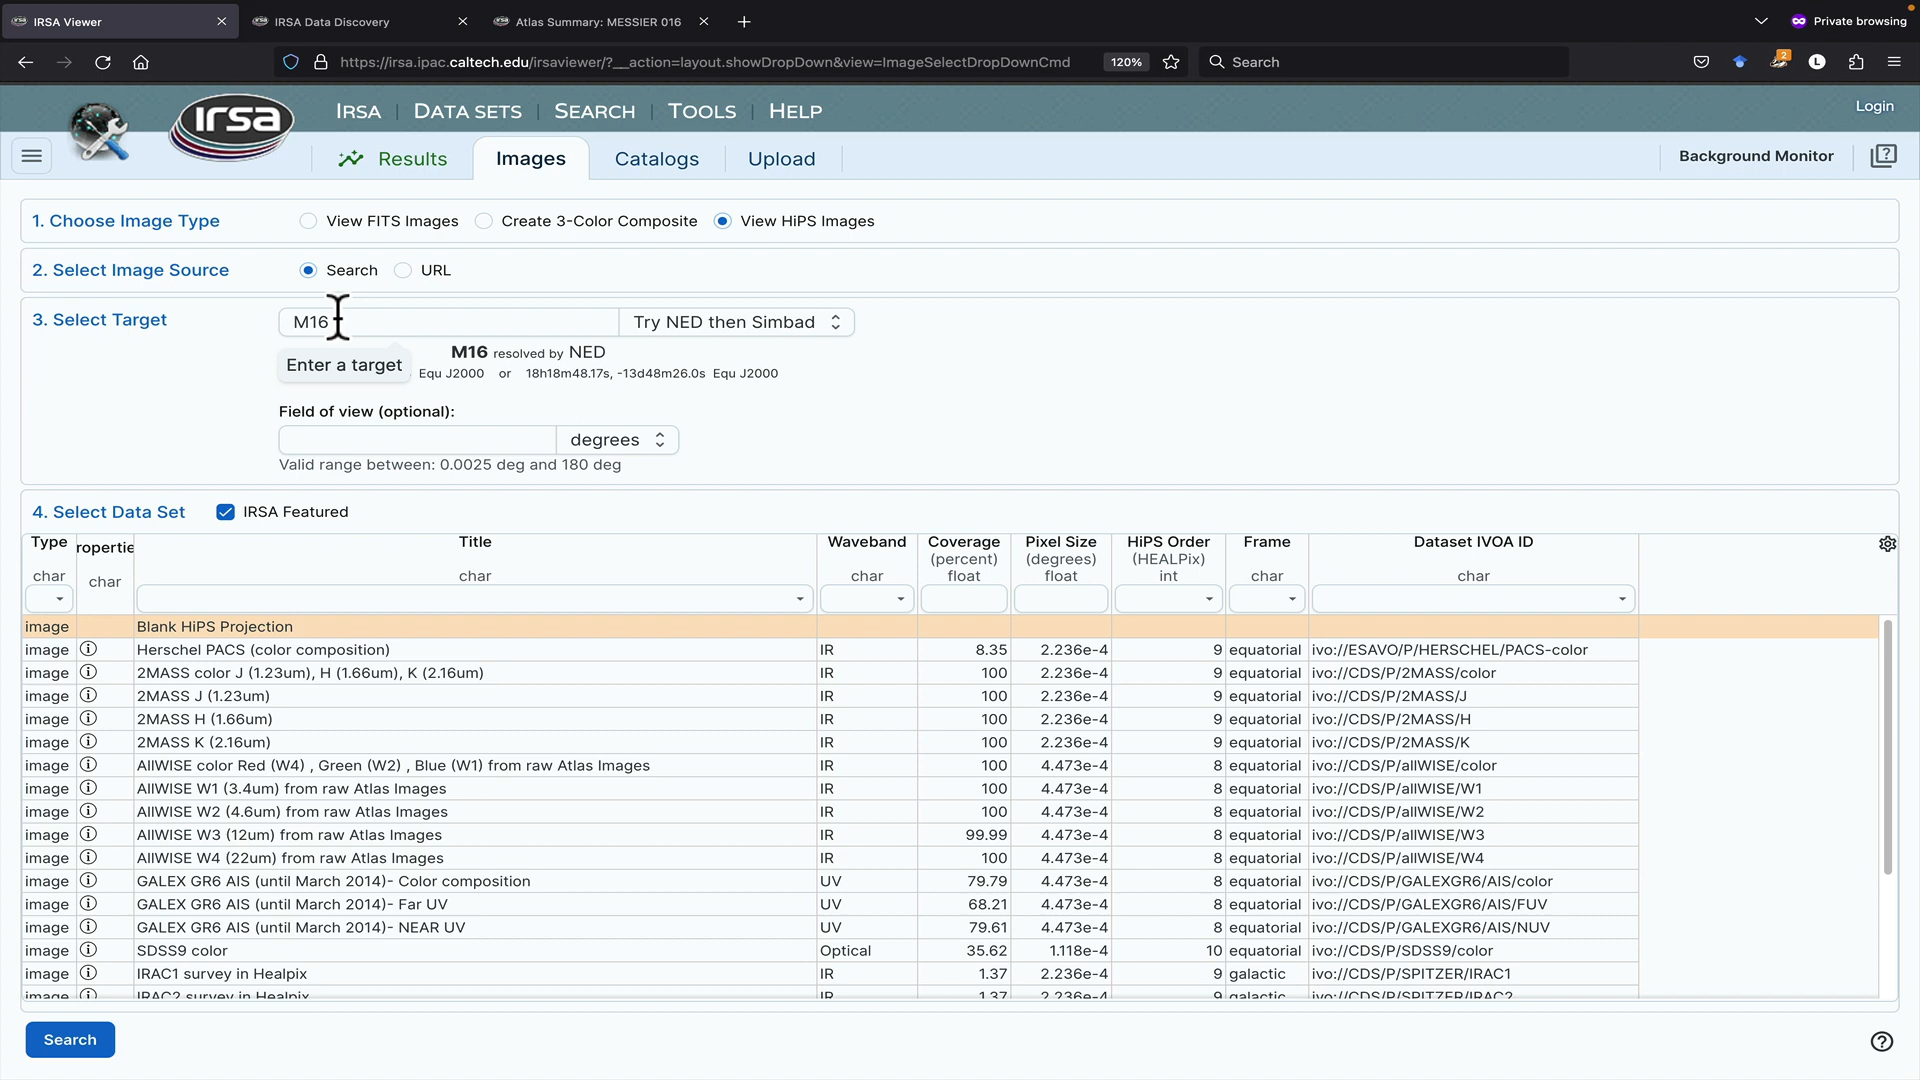 IRSA Viewer
IRSA Data Discovery
Atlas Summary: MESSIER 016
Private browsing
https://irsa.ipac.caltech.edu/irsaviewer/?__action=layout.showDropDown&view=ImageSelectDropDownCmd
120%
Search
2
L
irsa
IRSA | DATA SETS | SEARCH | TOOLS | HELP
Login
Results
Images
Catalogs
Upload
Background Monitor
1. Choose Image Type View FITS Images Create 3-Color Composite View HiPS Images
2. Select Image Source Search URL
3. Select Target M16 Try NED then Simbad
M16 resolved by NED
Enter a target Equ J2000 or 18h18m48.17s, -13d48m26.0s Equ J2000
Field of view (optional):
degrees
Valid range between: 0.0025 deg and 180 deg
4. Select Data Set IRSA Featured
Type roperties Title Waveband Coverage Pixel Size HiPS Order Frame Dataset IVOA ID
(percent) (degrees) (HEALPix)
char char char char float float int char char
image Blank HiPS Projection
image Herschel PACS (color composition) IR 8.35 2.236e-4 9 equatorial ivo://ESAVO/P/HERSCHEL/PACS-color
image 2MASS color J (1.23um), H (1.66um), K (2.16um) IR 100 2.236e-4 9 equatorial ivo://CDS/P/2MASS/color
image 2MASS J (1.23um) IR 100 2.236e-4 9 equatorial ivo://CDS/P/2MASS/J
image 2MASS H (1.66um) IR 100 2.236e-4 9 equatorial ivo://CDS/P/2MASS/H
image 2MASS K (2.16um) IR 100 2.236e-4 9 equatorial ivo://CDS/P/2MASS/K
image AllWISE color Red (W4) , Green (W2) , Blue (W1) from raw Atlas Images IR 100 4.473e-4 8 equatorial ivo://CDS/P/allWISE/color
image AllWISE W1 (3.4um) from raw Atlas Images IR 100 4.473e-4 8 equatorial ivo://CDS/P/allWISE/W1
image AllWISE W2 (4.6um) from raw Atlas Images IR 100 4.473e-4 8 equatorial ivo://CDS/P/allWISE/W2
image AllWISE W3 (12um) from raw Atlas Images IR 99.99 4.473e-4 8 equatorial ivo://CDS/P/allWISE/W3
image AllWISE W4 (22um) from raw Atlas Images IR 100 4.473e-4 8 equatorial ivo://CDS/P/allWISE/W4
image GALEX GR6 AIS (until March 2014)- Color composition UV 79.79 4.473e-4 8 equatorial ivo://CDS/P/GALEXGR6/AIS/color
image GALEX GR6 AIS (until March 2014)- Far UV UV 68.21 4.473e-4 8 equatorial ivo://CDS/P/GALEXGR6/AIS/FUV
image GALEX GR6 AIS (until March 2014)- NEAR UV UV 79.61 4.473e-4 8 equatorial ivo://CDS/P/GALEXGR6/AIS/NUV
image SDSS9 color Optical 35.62 1.118e-4 10 equatorial ivo://CDS/P/SDSS9/color
image IRAC1 survey in Healpix IR 1.37 2.236e-4 9 galactic ivo://CDS/P/SPITZER/IRAC1
image IRAC2 survey in Healpix IR 1.37 2.236e-4 9 galactic ivo://CDS/P/SPITZER/IRAC2
Search